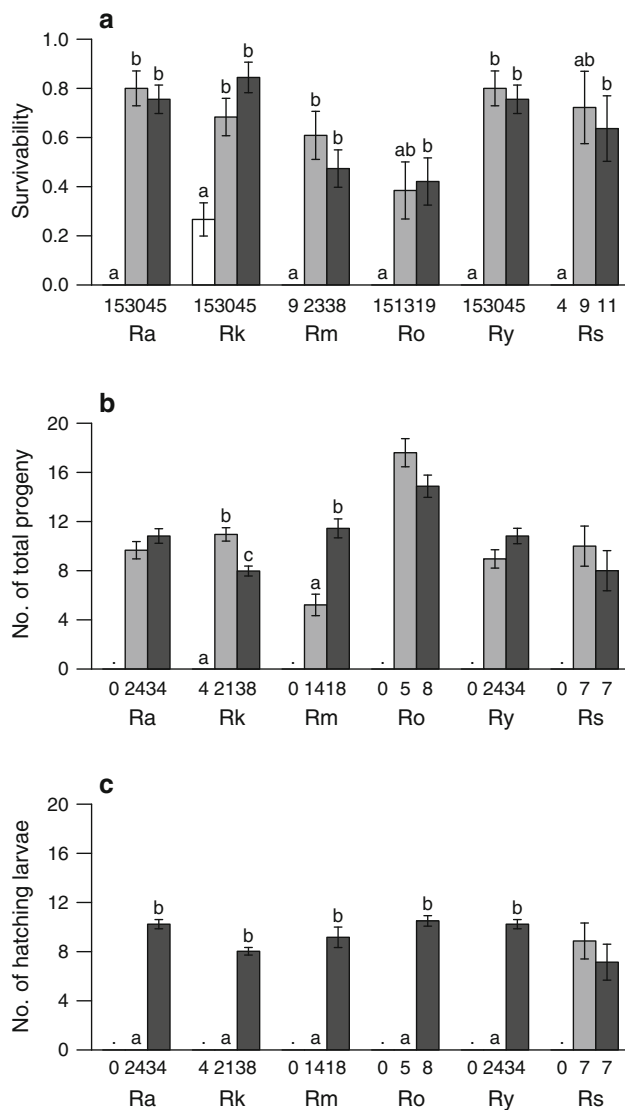 a
1.0
b b b b b b ab
0.8
b b
ab b
0.6
Survivability
0.4
a
0.2
a a a a a
0.0
153045 153045 9 2338 151319 153045 4 9 11
Ra Rk Rm Ro Ry Rs
b
20
16
No. of total progeny
12
b b
c
8
a
4
. a . . . .
0
0 2434 4 2138 0 1418 0 5 8 0 2434 0 7 7
Ra Rk Rm Ro Ry Rs
c
20
16
No. of hatching larvae
12
b b b b b
8
4
. a . a . a . a . a .
0
0 2434 4 2138 0 1418 0 5 8 0 2434 0 7 7
Ra Rk Rm Ro Ry Rs